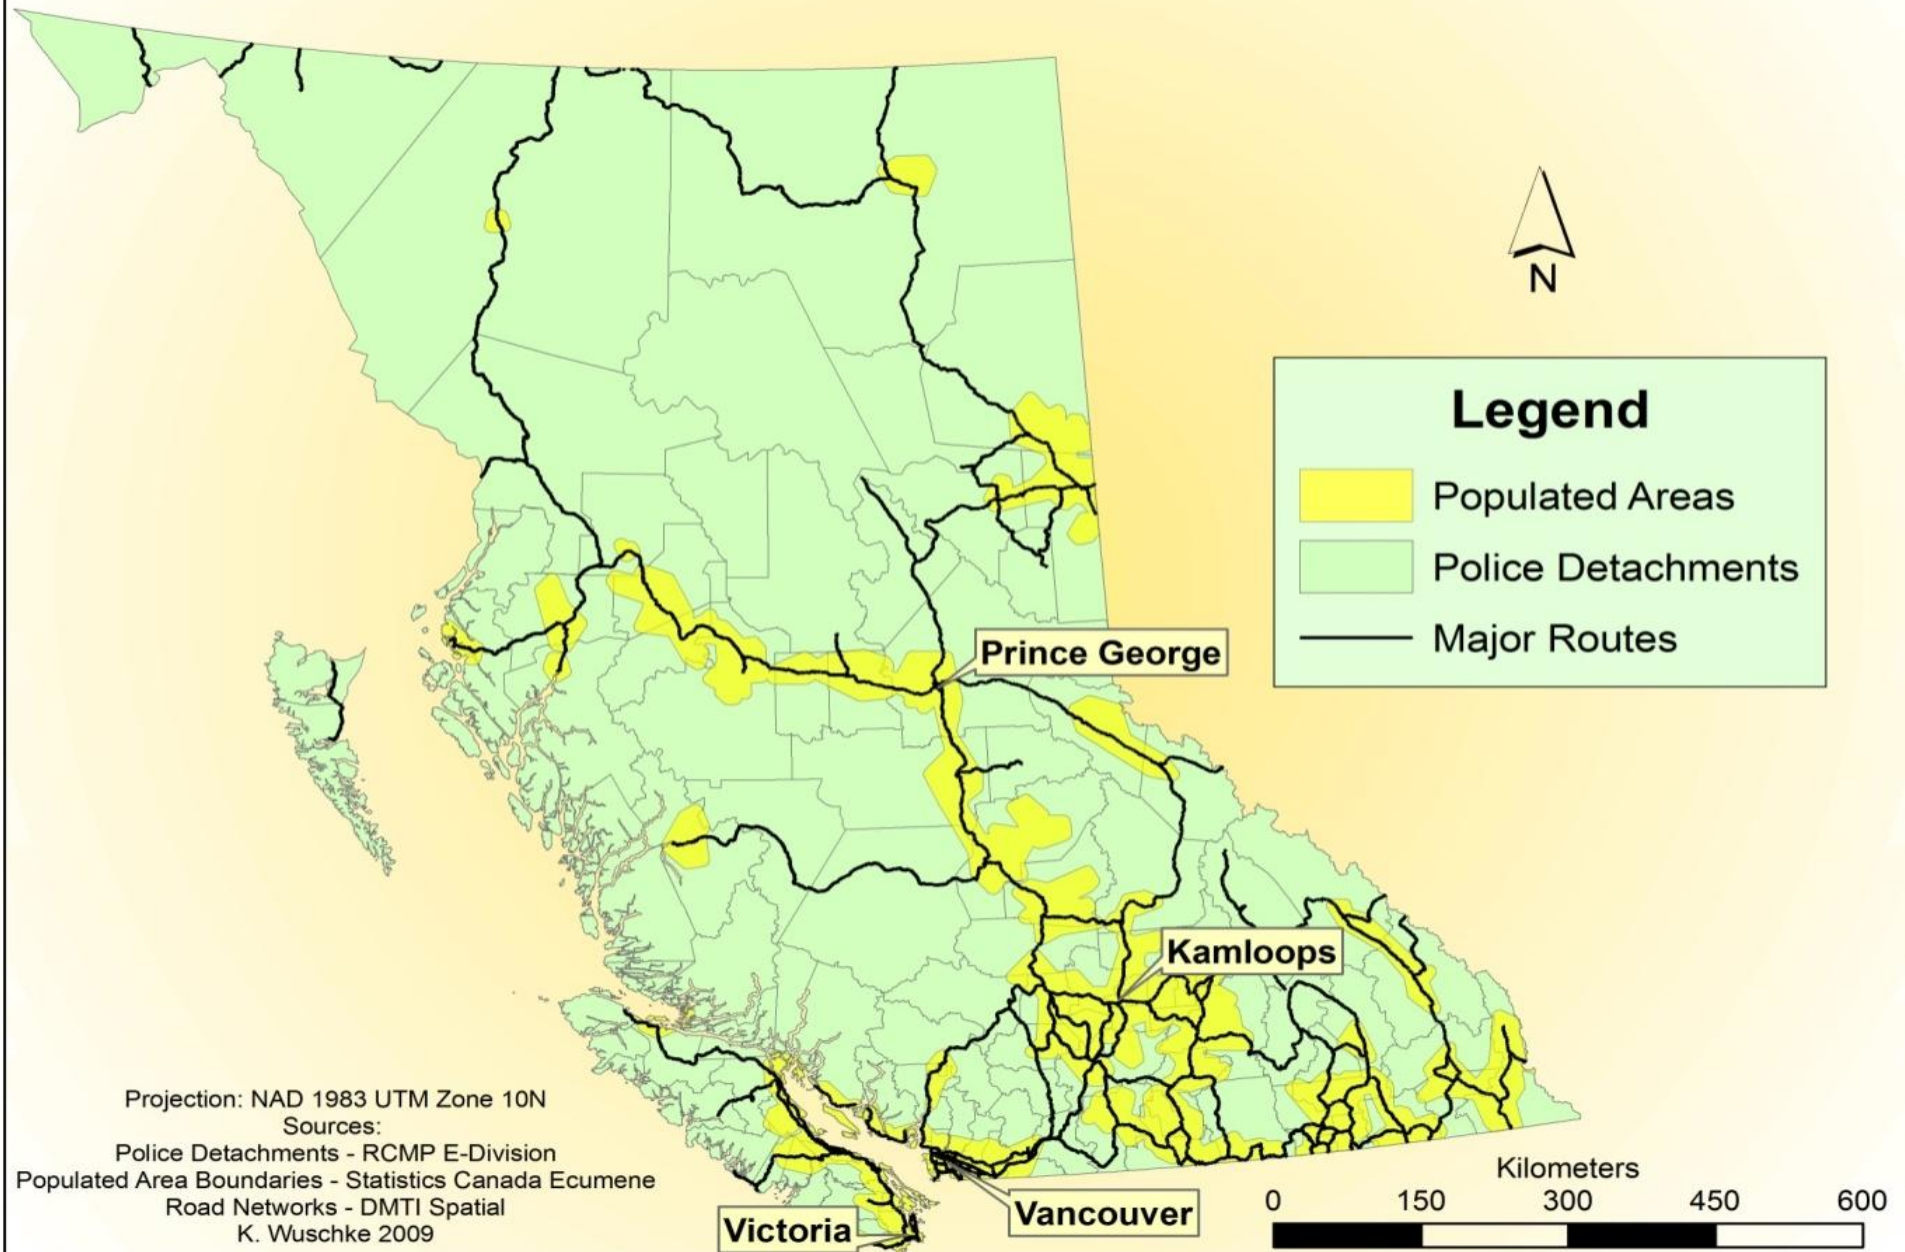 N
Legend
Populated Areas
Police Detachments
Major Routes
Prince George
Kamloops
Vancouver
Victoria
Projection: NAD 1983 UTM Zone 10N
Sources:
Police Detachments - RCMP E-Division
Populated Area Boundaries - Statistics Canada Ecumene
Road Networks - DMTI Spatial
K. Wuschke 2009
Kilometers
0 150 300 450 600